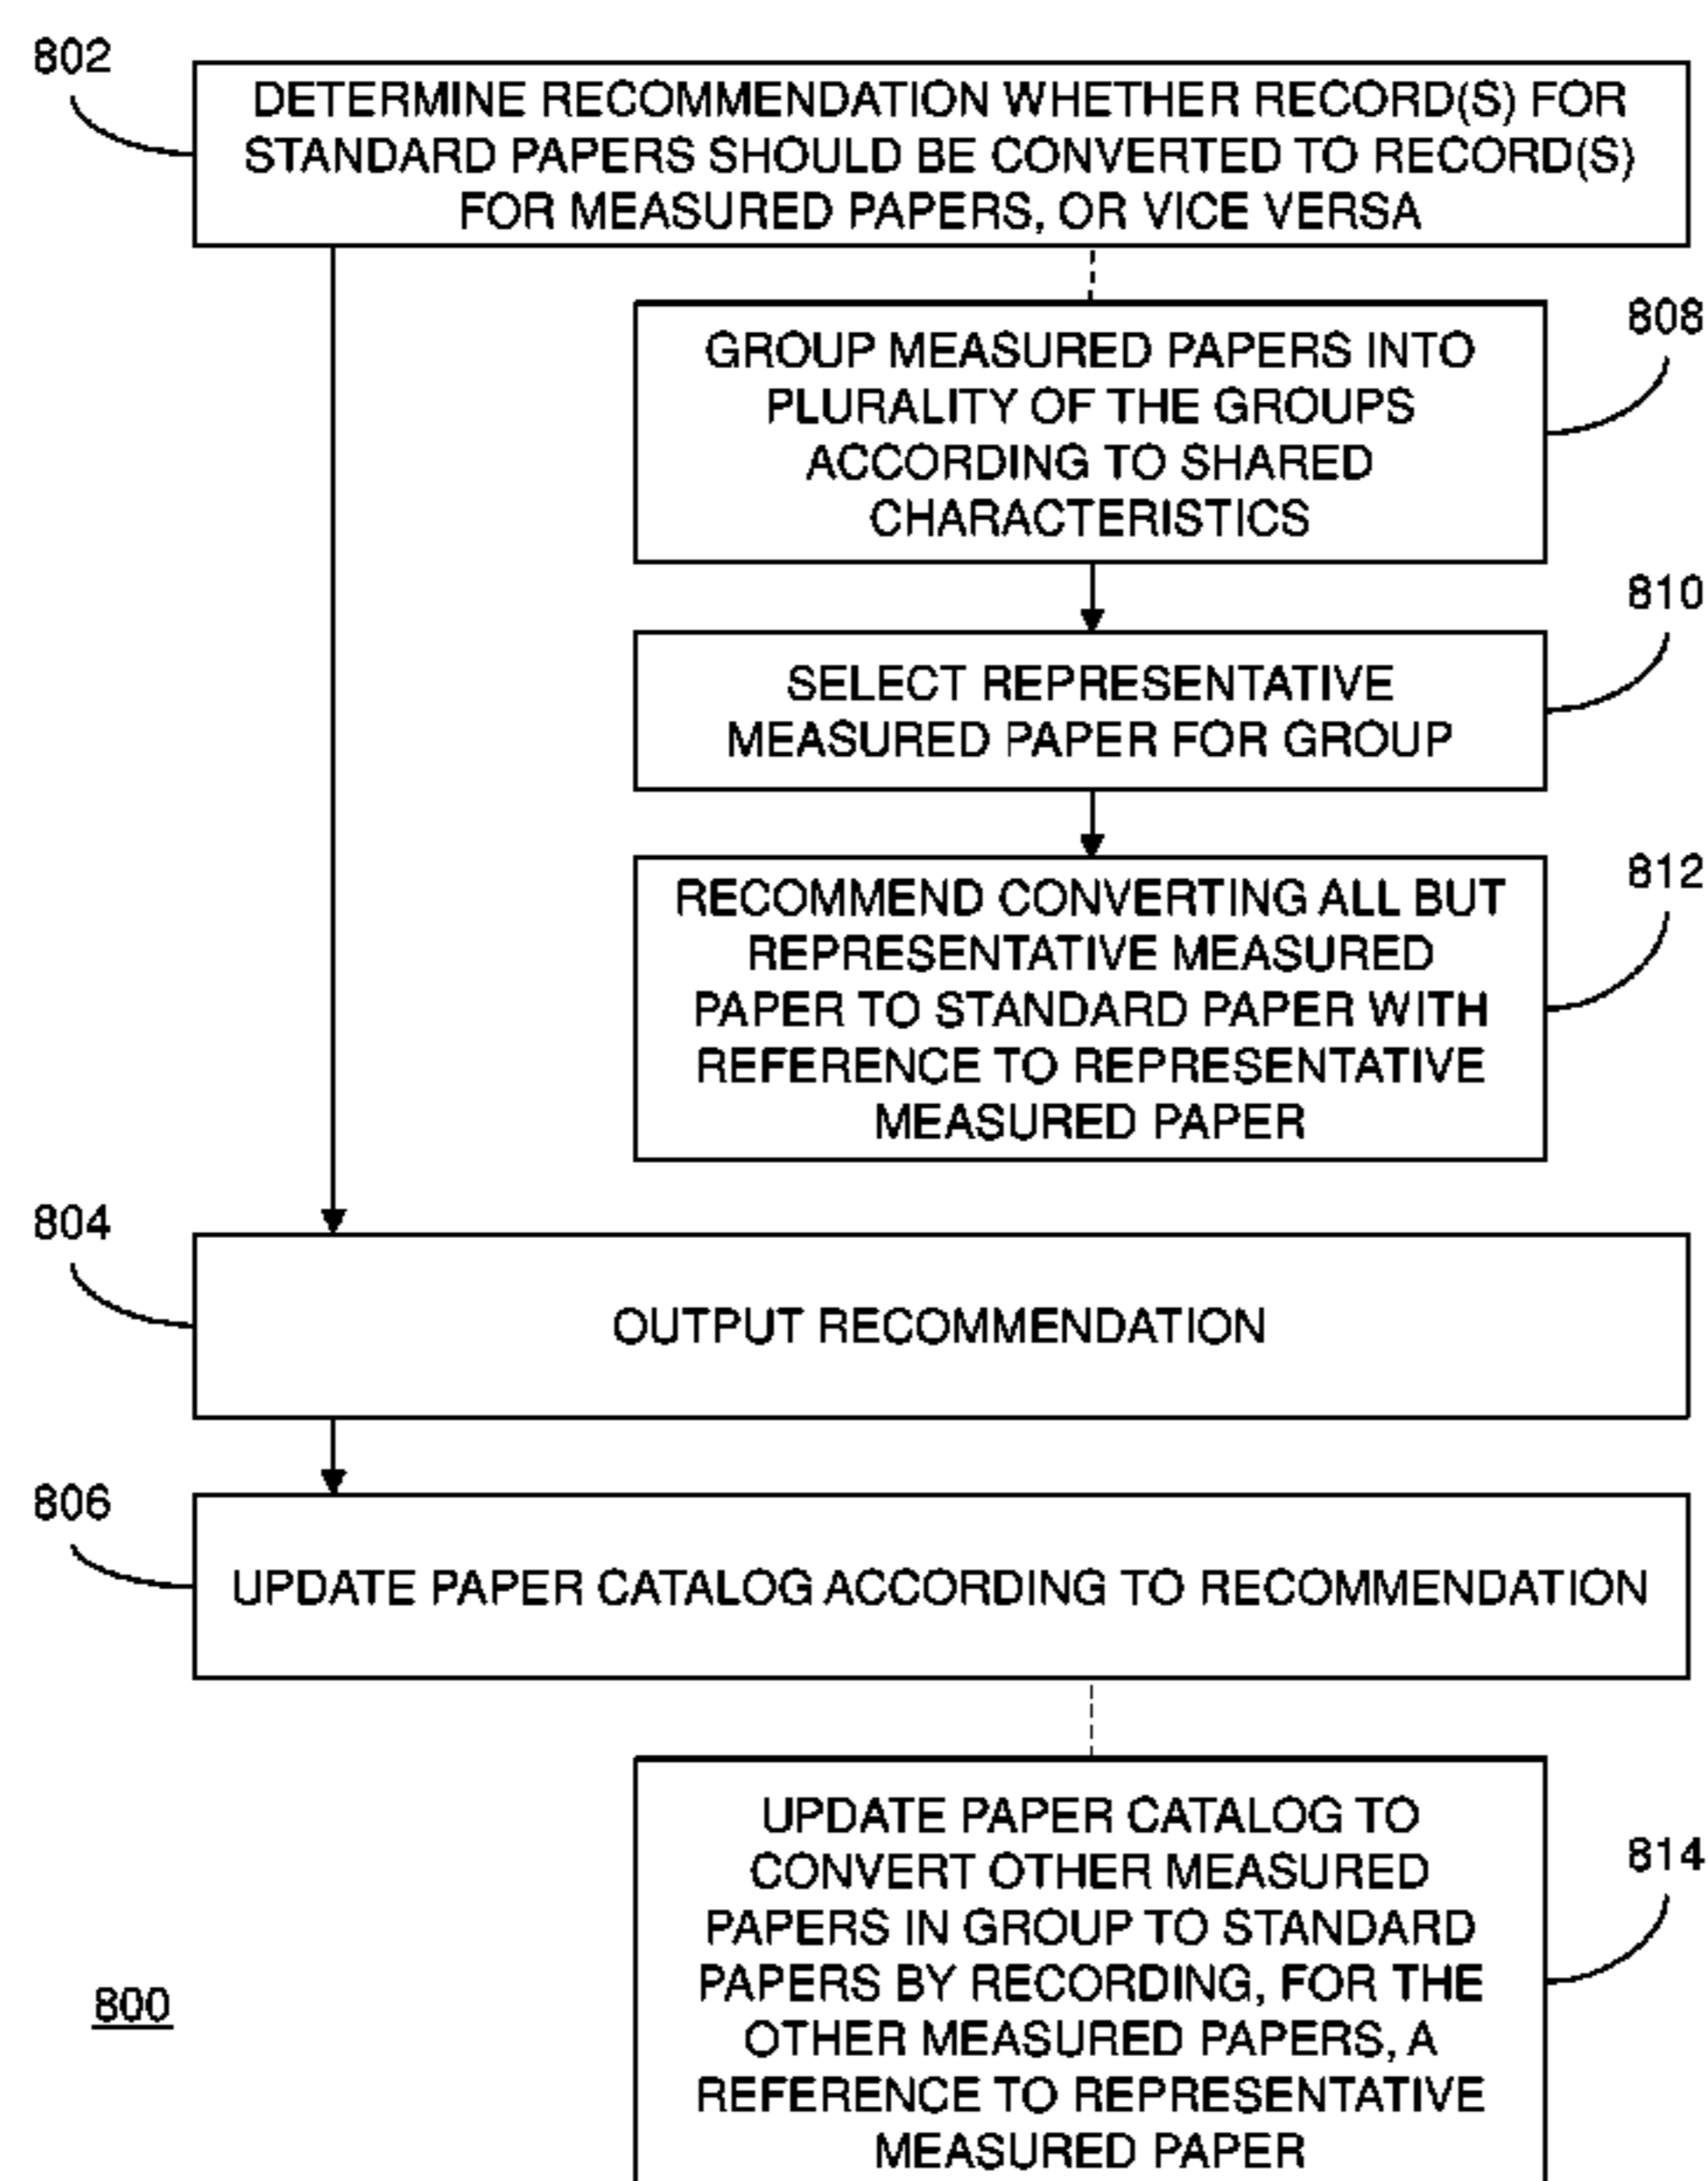 802
DETERMINE RECOMMENDATION WHETHER RECORD(S) FOR
STANDARD PAPERS SHOULD BE CONVERTED TO RECORD(S)
FOR MEASURED PAPERS, OR VICE VERSA
808
GROUP MEASURED PAPERS INTO
PLURALITY OF THE GROUPS
ACCORDING TO SHARED
CHARACTERISTICS
810
SELECT REPRESENTATIVE
MEASURED PAPER FOR GROUP
812
RECOMMEND CONVERTING ALL BUT
REPRESENTATIVE MEASURED
PAPER TO STANDARD PAPER WITH
REFERENCE TO REPRESENTATIVE
MEASURED PAPER
804
OUTPUT RECOMMENDATION
806
UPDATE PAPER CATALOG ACCORDING TO RECOMMENDATION
814
UPDATE PAPER CATALOG TO
CONVERT OTHER MEASURED
PAPERS IN GROUP TO STANDARD
PAPERS BY RECORDING, FOR THE
OTHER MEASURED PAPERS, A
REFERENCE TO REPRESENTATIVE
MEASURED PAPER
800